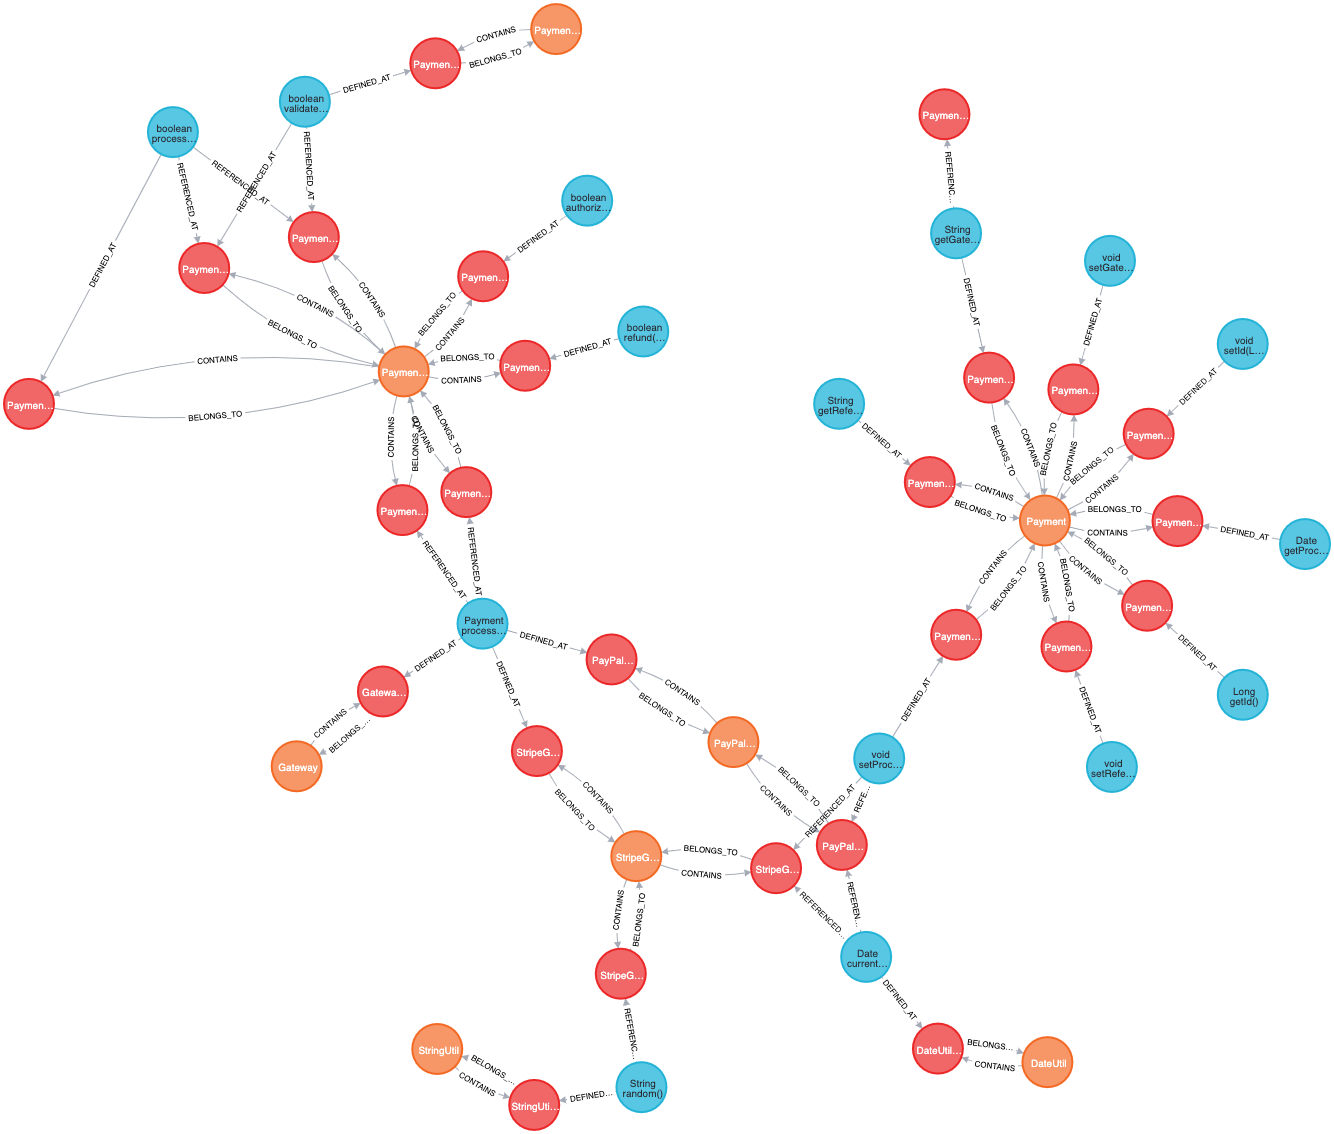 Paymen...
CONTAINS
BELONGS_TO
Paymen...
DEFINED_AT
boolean
validate...
boolean
process...
REFERENCED_AT
REFERENCED_AT
REFERENCED_AT
REFERENCED_AT
DEFINED_AT
Paymen...
Paymen...
boolean
authoriz...
DEFINED_AT
Paymen...
CONTAINS
BELONGS_TO
CONTAINS
BELONGS_TO
BELONGS_TO
CONTAINS
boolean
refund(...
DEFINED_AT
Paymen...
BELONGS_TO
CONTAINS
Paymen...
CONTAINS
BELONGS_TO
Paymen...
CONTAINS
BELONGS_TO
CONTAINS
BELONGS_TO
Paymen...
Paymen...
REFERENCED_AT
REFERENCED_AT
Payment
process...
DEFINED_AT
DEFINED_AT
DEFINED_AT
Gatewa...
CONTAINS
BELONGS...
Gateway
PayPal...
CONTAINS
BELONGS_TO
PayPal...
BELONGS_TO
CONTAINS
StripeG...
CONTAINS
BELONGS_TO
StripeG...
BELONGS_TO
CONTAINS
StripeG...
CONTAINS
BELONGS_TO
StripeG...
REFERENC...
String
random()
DEFINED...
StringUti...
BELONGS...
CONTAINS
StringUtil
Paymen...
REFERENC...
String
getGate...
DEFINED_AT
void
setGate...
DEFINED_AT
void
setId(L...
DEFINED_AT
Paymen...
Paymen...
Paymen...
String
getRefe...
DEFINED_AT
Paymen...
BELONGS_TO
CONTAINS
BELONGS_TO
CONTAINS
BELONGS_TO
CONTAINS
CONTAINS
BELONGS_TO
Payment
BELONGS_TO
CONTAINS
Paymen...
DEFINED_AT
Date
getProc...
CONTAINS
BELONGS_TO
CONTAINS
BELONGS_TO
BELONGS_TO
CONTAINS
Paymen...
Paymen...
Paymen...
DEFINED_AT
Long
getId()
DEFINED_AT
void
setRefe...
DEFINED_AT
void
setProc...
REFERENCED_AT
REFE...
PayPal...
REFEREN...
REFERENCED...
Date
current...
DEFINED_AT
DateUtil...
BELONGS...
CONTAINS
DateUtil